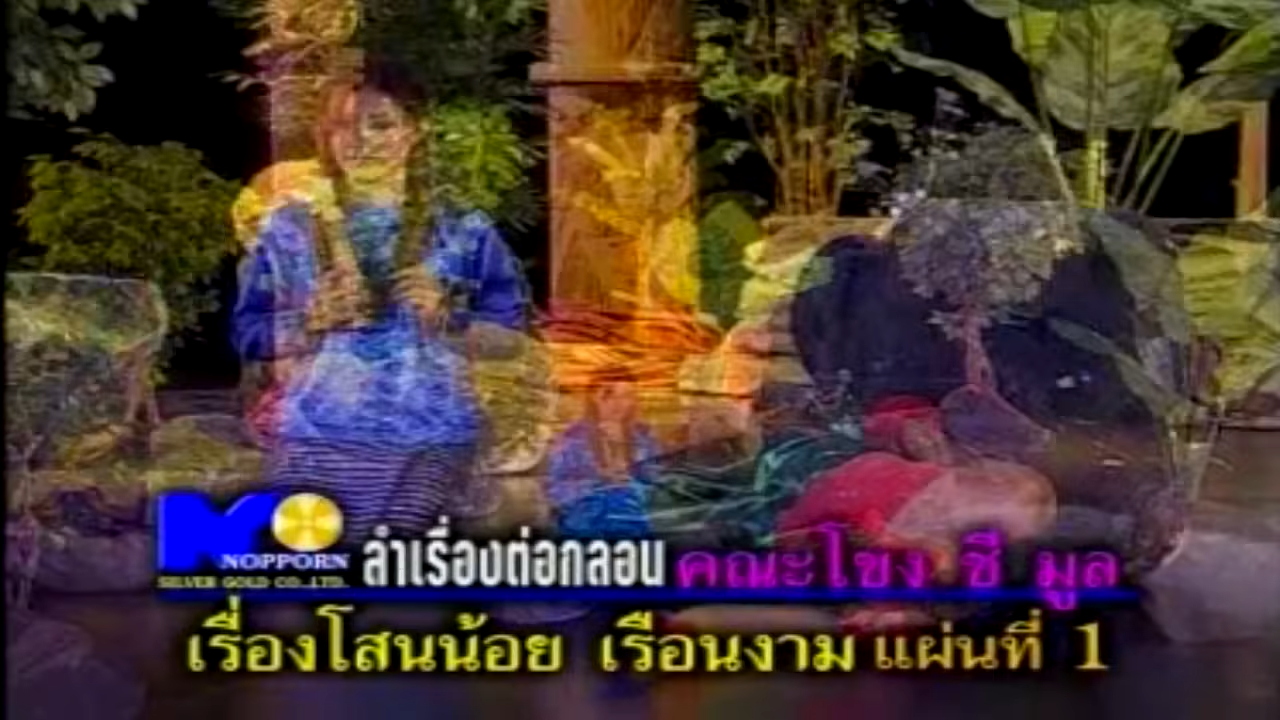 NOPPORN
SILVER GOLD CO.,LTD.
ลำเรื่องต่อกลอน คณะโขง ชี มูล
เรื่องโสนน้อย เรือนงาม แผ่นที่ 1